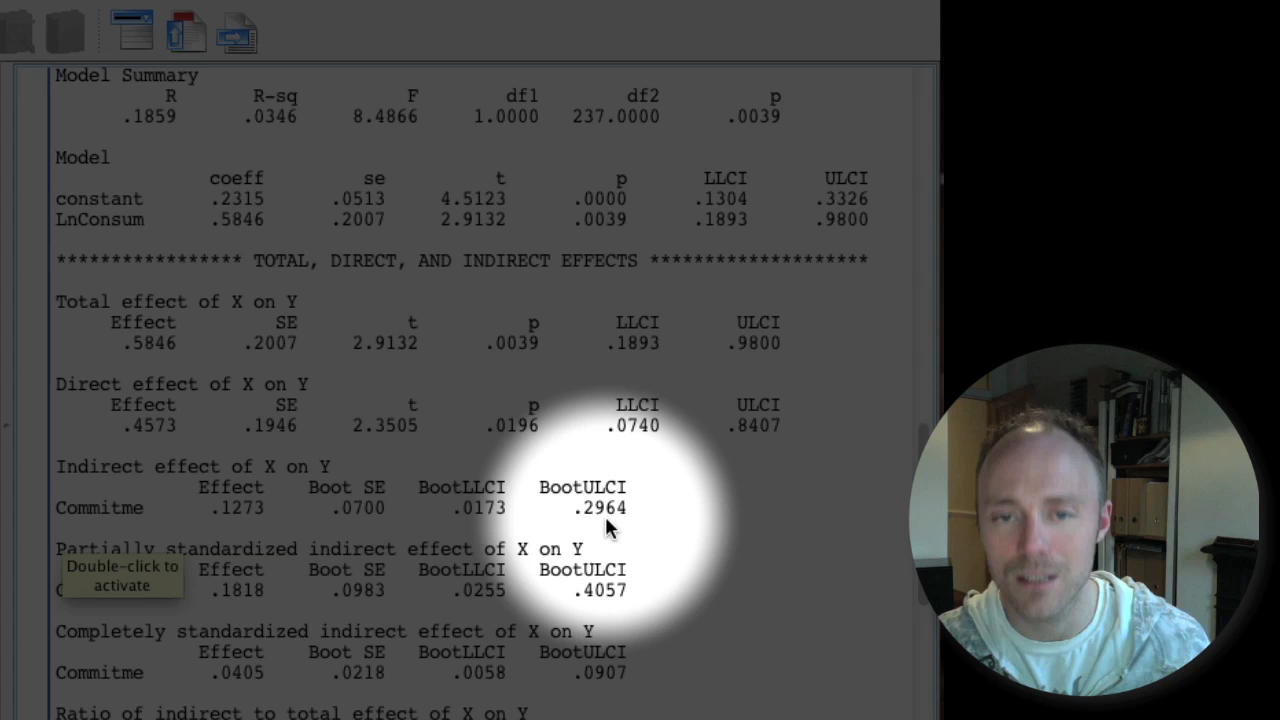 Model Summary
R R-sq F df1 df2 p
.1859 .0346 8.4866 1.0000 237.0000 .0039
Model
coeff se t p LLCI ULCI
constant .2315 .0513 4.5123 .0000 .1304 .3326
LnConsum .5846 .2007 2.9132 .0039 .1893 .9800
***************** TOTAL, DIRECT, AND INDIRECT EFFECTS ********************
Total effect of X on Y
Effect SE t p LLCI ULCI
.5846 .2007 2.9132 .0039 .1893 .9800
Direct effect of X on Y
Effect SE t p LLCI ULCI
.4573 .1946 2.3505 .0196 .0740 .8407
Indirect effect of X on Y
Effect Boot SE BootLLCI BootULCI
Commitme .1273 .0700 .0173 .2964
Partially standardized indirect effect of X on Y
Effect Boot SE BootLLCI BootULCI
.1818 .0983 .0255 .4057
Double-click to
activate
Completely standardized indirect effect of X on Y
Effect Boot SE BootLLCI BootULCI
Commitme .0405 .0218 .0058 .0907
Ratio of indirect to total effect of X on Y